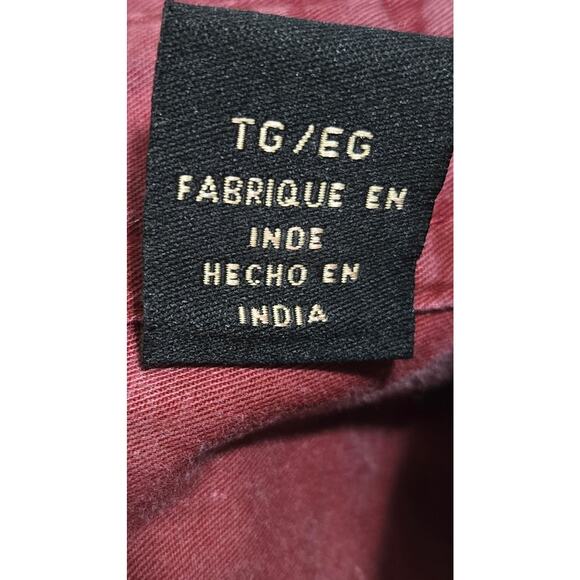 TG/EG
FABRIQUE EN
INDE
HECHO EN
INDIA